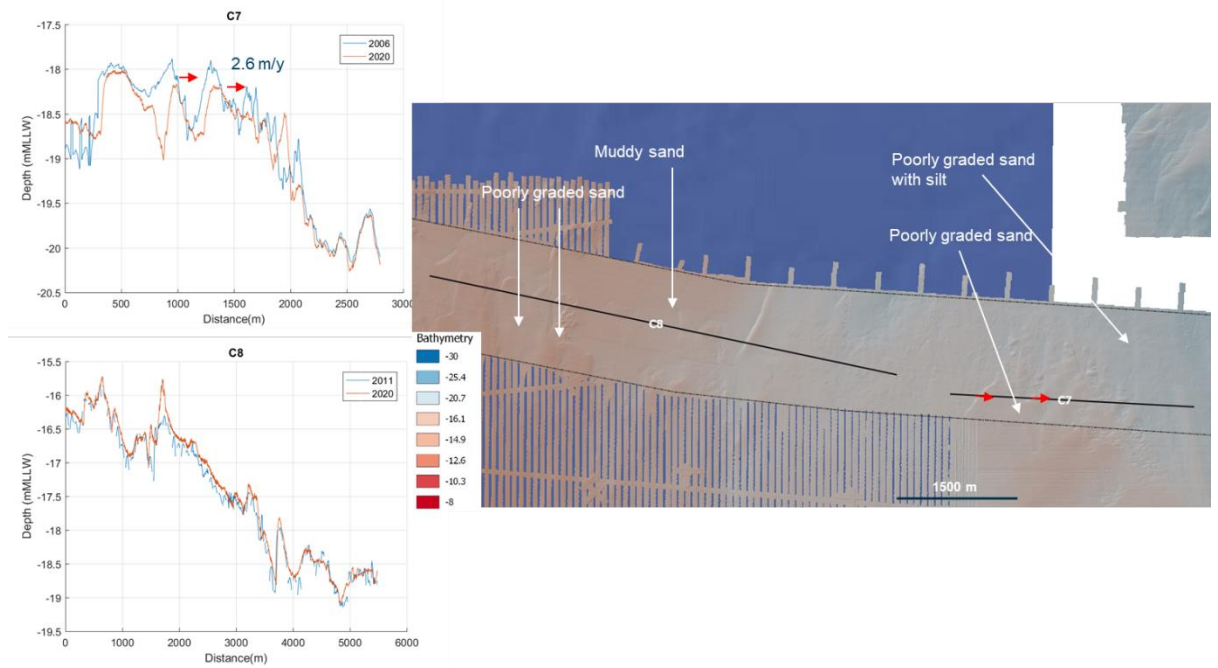 C7
-17.5
-18
-18.5
-19
-19.5
-20
-20.5
Depth (mMLLW)
2006
2020
2.6 m/y
0 500 1000 1500 2000 2500 3000
Distance(m)
C8
-15.5
-16
-16.5
-17
-17.5
-18
-18.5
-19
-19.5
Depth (mMLLW)
2011
2020
0 1000 2000 3000 4000 5000 6000
Distance(m)
Muddy sand
Poorly graded sand
Poorly graded sand
with silt
Poorly graded sand
C8
C7
1500 m
Bathymetry
-30
-25.4
-20.7
-16.1
-14.9
-12.6
-10.3
-8